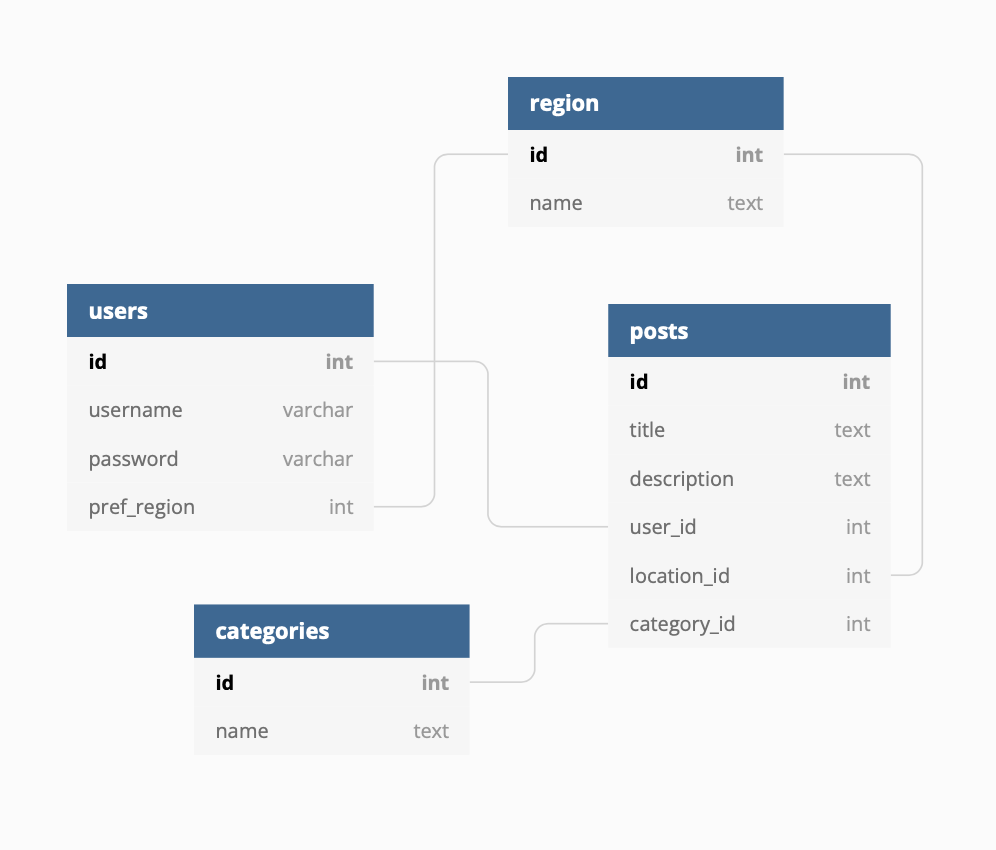 region
id int
name text
users
id int
username varchar
password varchar
pref_region int
posts
id int
title text
description text
user_id int
location_id int
category_id int
categories
id int
name text